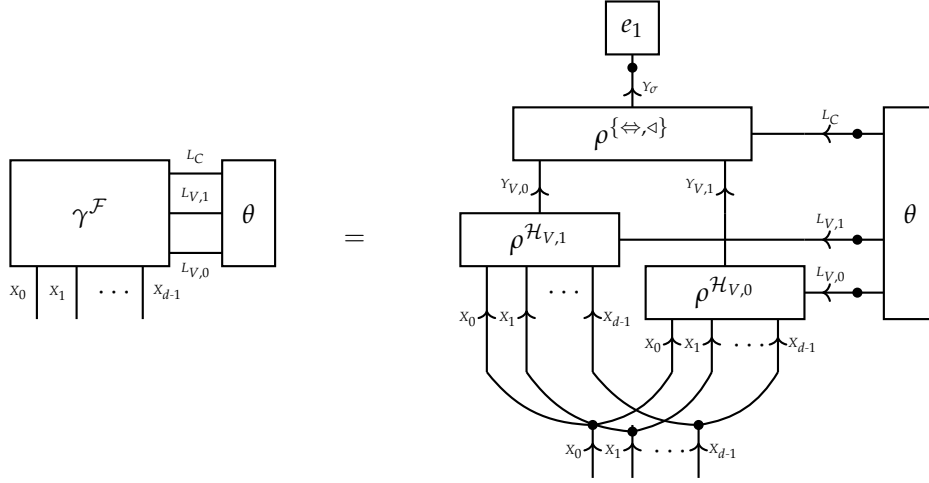 e_1
Y_σ
ρ^{⇔,◁}
L_C
L_C
Y_{V,0}
Y_{V,1}
γ^ℱ
L_{V,1}
θ
θ
=
ρ^{ℋ_{V,1}}
L_{V,1}
L_{V,0}
L_{V,0}
X_0 X_1 ··· X_{d-1}
ρ^{ℋ_{V,0}}
X_0 X_1 ··· X_{d-1}
X_0 X_1 ···· X_{d-1}
X_0 X_1 ··· X_{d-1}